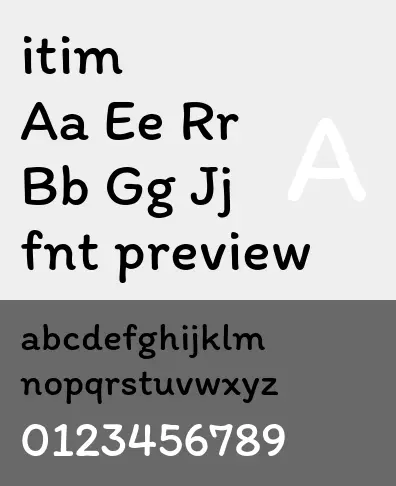 itim
Aa Ee Rr
A
Bb Gg Jj
fnt preview
abcdefghijklm
nopqrstuvwxyz
0123456789